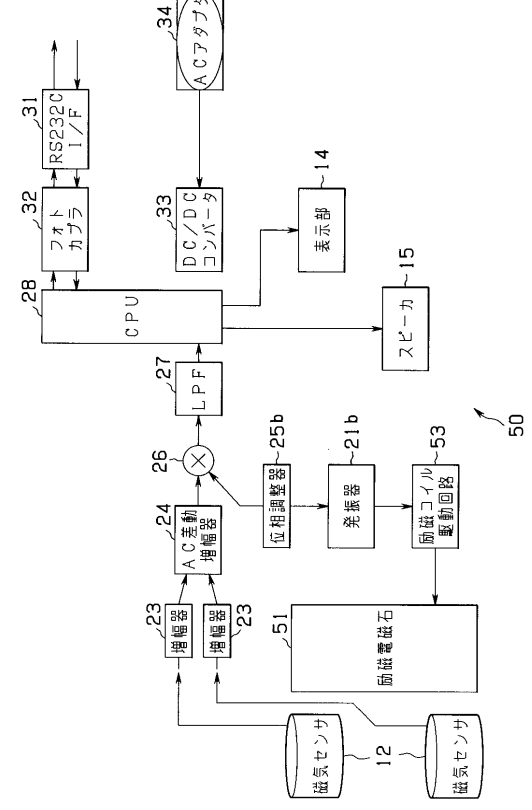 34
ACアダプタ
31
RS232C
I/F
32
フォト
カプラ
33
DC/DC
コンバータ
14
表示部
28
CPU
15
スピーカ
27
LPF
26
×
24
AC差動
増幅器
25b
位相調整器
21b
発振器
53
励磁コイル
駆動回路
50
23
増幅器
増幅器
23
51
励磁電磁石
磁気センサ
12
磁気センサ